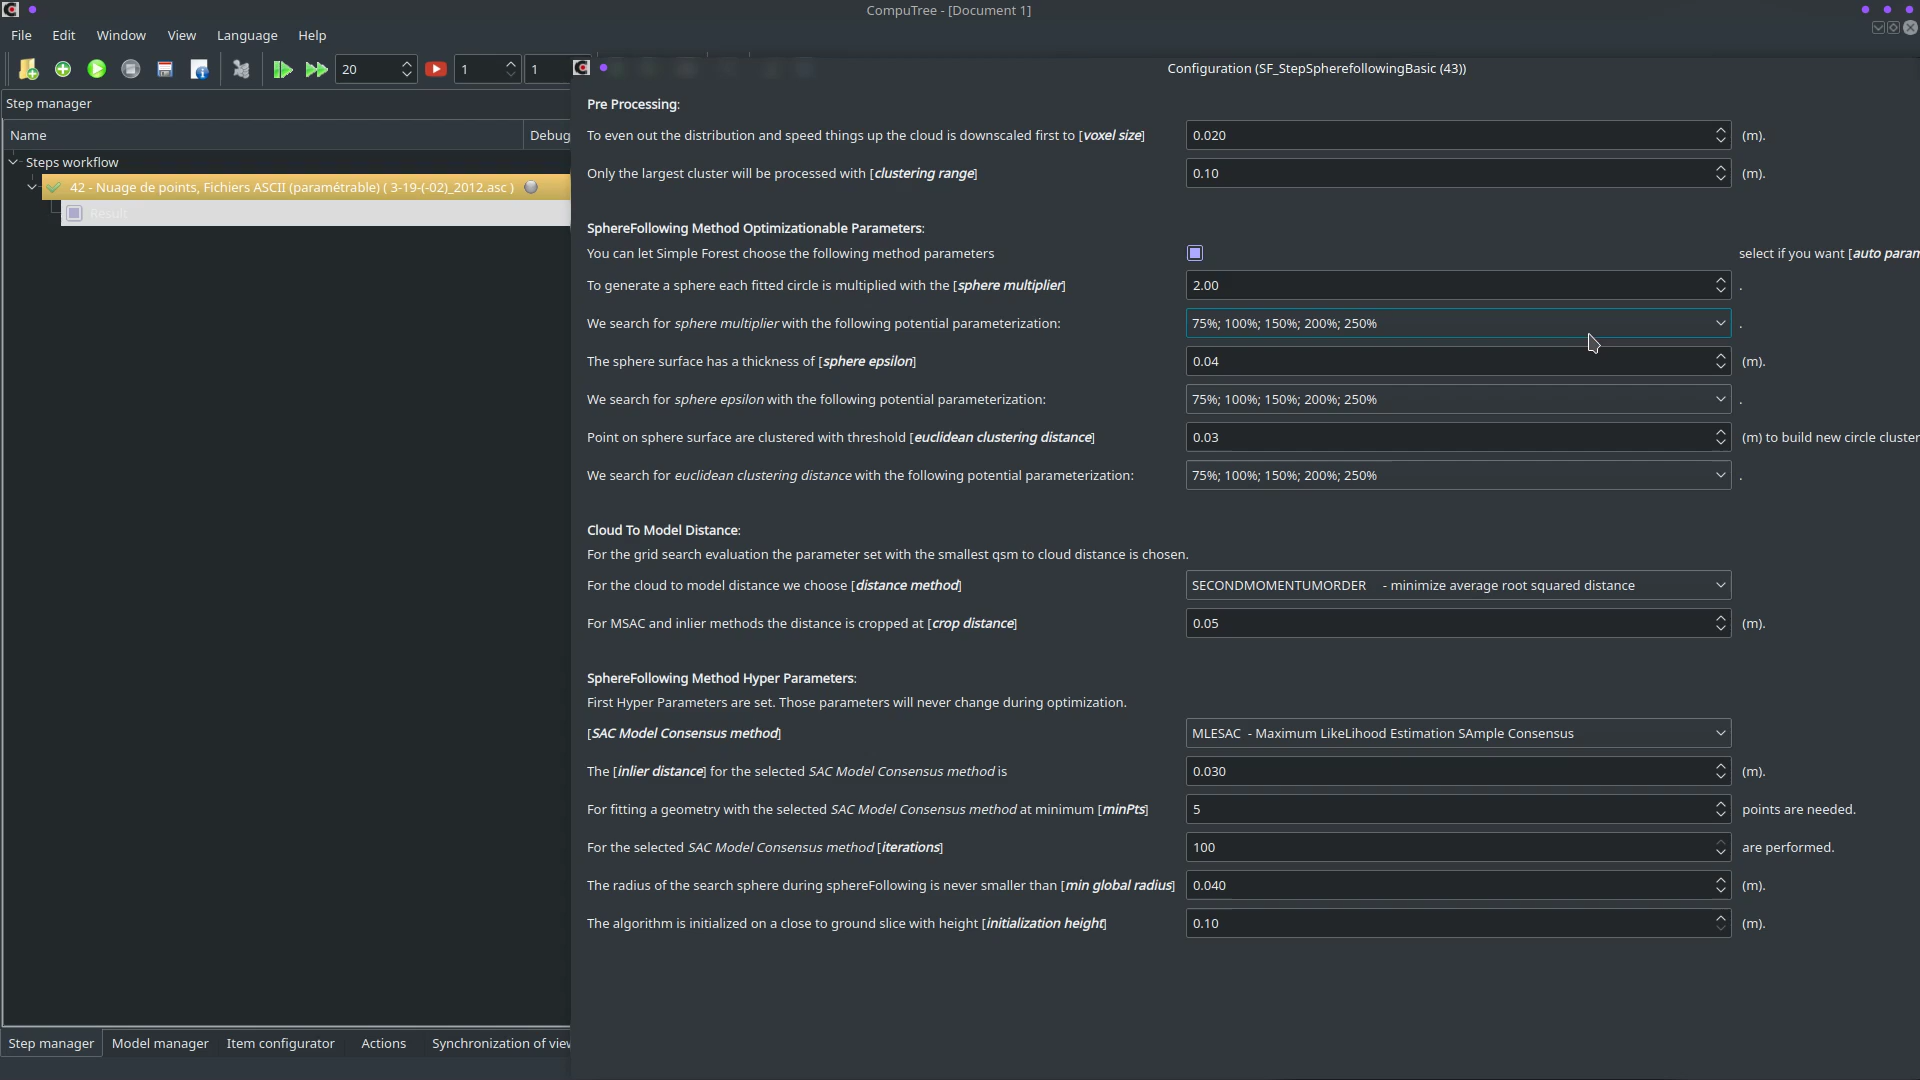 CompuTree - [Document 1]
File Edit Window View Language Help
20 1 1
Step manager
Name Debug
Steps workflow
42 - Nuage de points, Fichiers ASCII (paramétrable) ( 3-19-(-02)_2012.asc )
Result
Configuration (SF_StepSpherefollowingBasic (43))
Pre Processing:
To even out the distribution and speed things up the cloud is downscaled first to [voxel size] 0.020 (m).
Only the largest cluster will be processed with [clustering range] 0.10 (m).
SphereFollowing Method Optimizationable Parameters:
You can let Simple Forest choose the following method parameters select if you want [auto param
To generate a sphere each fitted circle is multiplied with the [sphere multiplier] 2.00 .
We search for sphere multiplier with the following potential parameterization: 75%; 100%; 150%; 200%; 250% .
The sphere surface has a thickness of [sphere epsilon] 0.04 (m).
We search for sphere epsilon with the following potential parameterization: 75%; 100%; 150%; 200%; 250% .
Point on sphere surface are clustered with threshold [euclidean clustering distance] 0.03 (m) to build new circle cluster
We search for euclidean clustering distance with the following potential parameterization: 75%; 100%; 150%; 200%; 250% .
Cloud To Model Distance:
For the grid search evaluation the parameter set with the smallest qsm to cloud distance is chosen.
For the cloud to model distance we choose [distance method] SECONDMOMENTUMORDER - minimize average root squared distance
For MSAC and inlier methods the distance is cropped at [crop distance] 0.05 (m).
SphereFollowing Method Hyper Parameters:
First Hyper Parameters are set. Those parameters will never change during optimization.
[SAC Model Consensus method] MLESAC - Maximum LikeLihood Estimation SAmple Consensus
The [inlier distance] for the selected SAC Model Consensus method is 0.030 (m).
For fitting a geometry with the selected SAC Model Consensus method at minimum [minPts] 5 points are needed.
For the selected SAC Model Consensus method [iterations] 100 are performed.
The radius of the search sphere during sphereFollowing is never smaller than [min global radius] 0.040 (m).
The algorithm is initialized on a close to ground slice with height [initialization height] 0.10 (m).
Step manager Model manager Item configurator Actions Synchronization of view